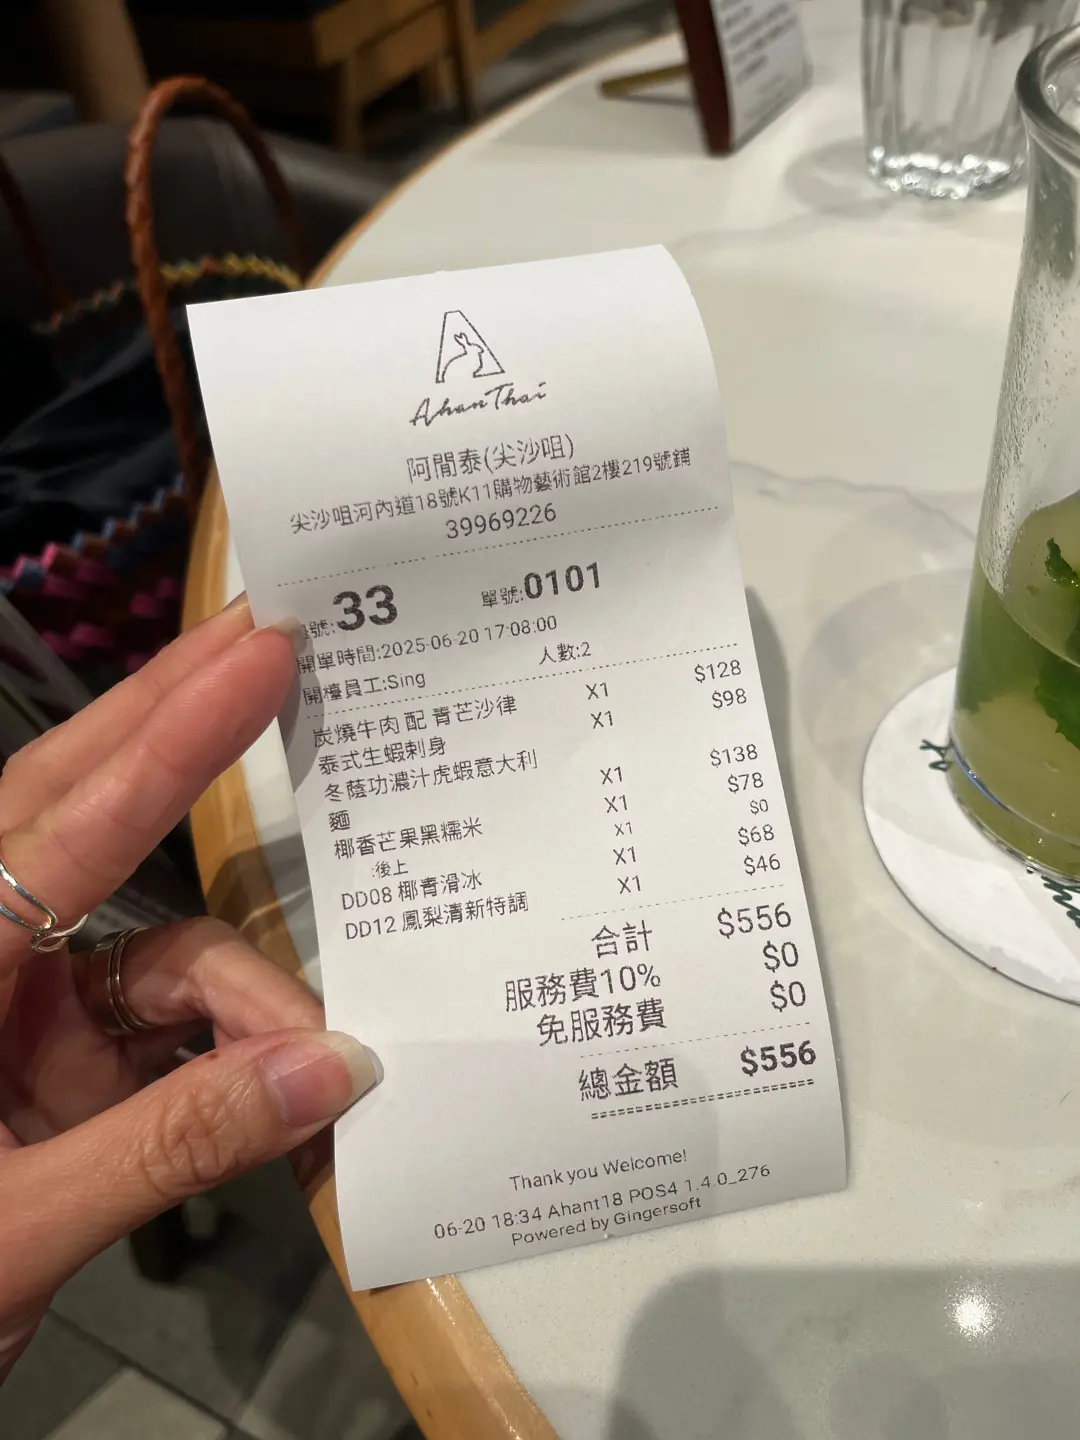 Ahan Thai
阿閒泰(尖沙咀)
尖沙咀河內道18號K11購物藝術館2樓219號鋪
39969226
號:33 單號:0101
開單時間:2025-06-20 17:08:00
開檯員工:Sing 人數:2
炭燒牛肉 配 青芒沙律 X1 $128
泰式生蝦刺身 X1 $98
冬蔭功濃汁虎蝦意大利
麵 X1 $138
椰香芒果黑糯米 X1 $78
:後上 X1 $0
DD08 椰青滑冰 X1 $68
DD12 鳳梨清新特調 X1 $46
合計 $556
服務費10% $0
免服務費 $0
總金額 $556
Thank you Welcome!
06-20 18:34 Ahant18 POS4 1.4.0_276
Powered by Gingersoft